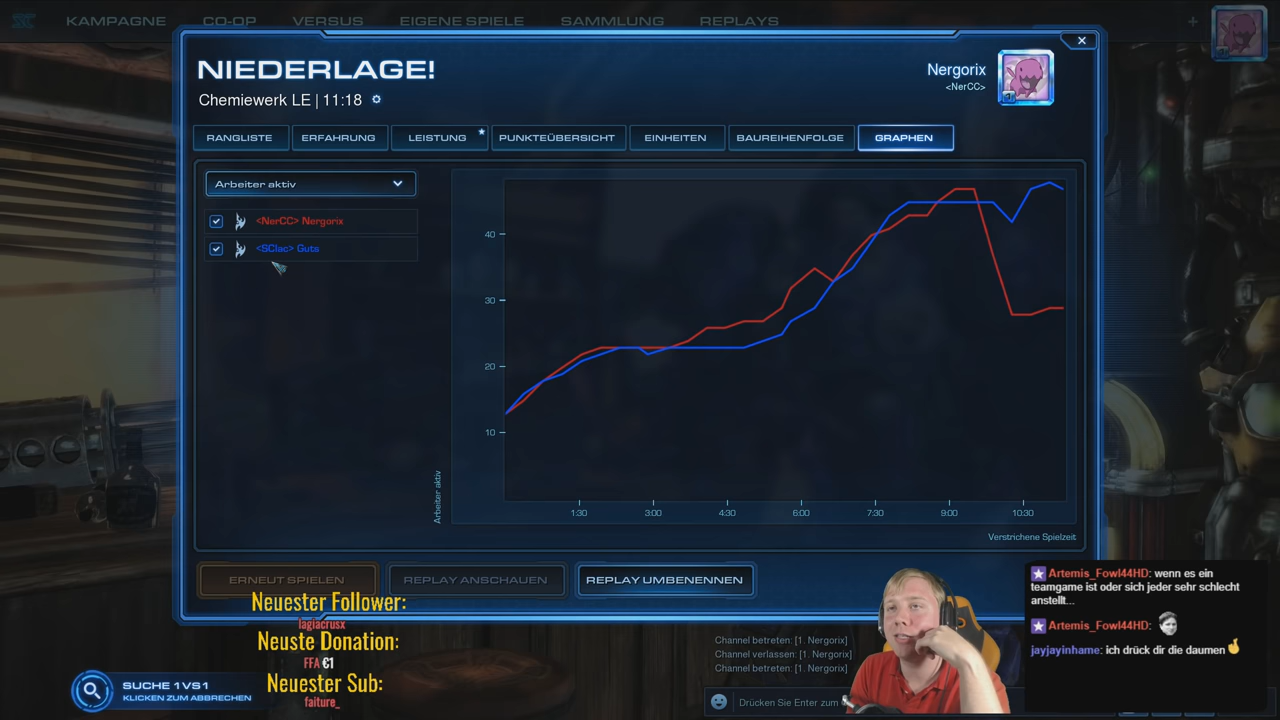 KAMPAGNE
CO-OP
VERSUS
EIGENE SPIELE
SAMMLUNG
REPLAYS
NIEDERLAGE!
Chemiewerk LE | 11:18
Nergorix
<NerCC>
RANGLISTE
ERFAHRUNG
LEISTUNG
PUNKTEÜBERSICHT
EINHEITEN
BAUREIHENFOLGE
GRAPHEN
Arbeiter aktiv
<NerCC> Nergorix
<SClac> Guts
40
30
20
10
Arbeiter aktiv
1:30
3:00
4:30
6:00
7:30
9:00
10:30
Verstrichene Spielzeit
ERNEUT SPIELEN
REPLAY ANSCHAUEN
REPLAY UMBENENNEN
Neuester Follower:
lagiacrusx
Neuste Donation:
FFA €1
Neuester Sub:
faiture_
SUCHE 1VS1
KLICKEN ZUM ABBRECHEN
Channel betreten: [1. Nergorix]
Channel verlassen: [1. Nergorix]
Channel betreten: [1. Nergorix]
Drücken Sie Enter zum
Artemis_Fowl44HD: wenn es ein
teamgame ist oder sich jeder sehr schlecht
anstellt...
Artemis_Fowl44HD:
jayjayinhame: ich drück dir die daumen